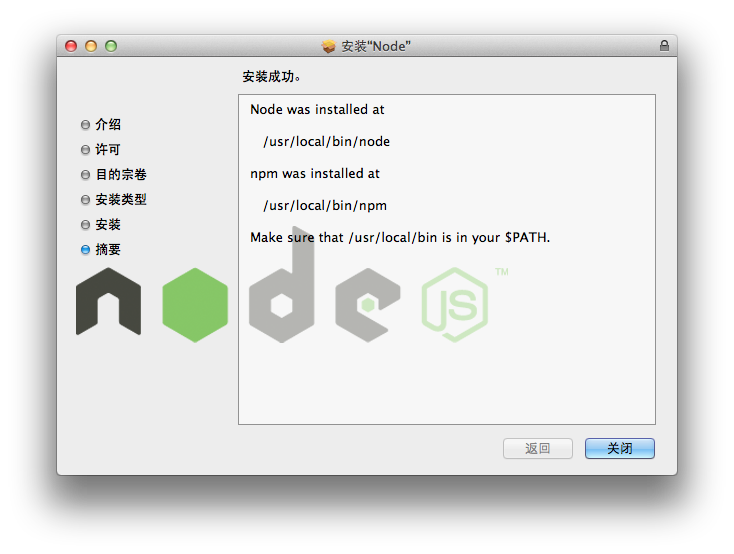 安装“Node”
安装成功。
介绍
许可
目的宗卷
安装类型
安装
摘要
Node was installed at
/usr/local/bin/node
npm was installed at
/usr/local/bin/npm
Make sure that /usr/local/bin is in your $PATH.
node JS TM
返回
关闭